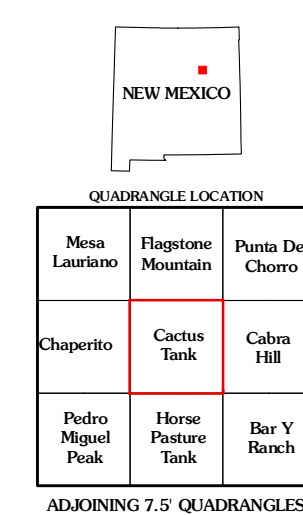 NEW MEXICO
QUADRANGLE LOCATION
Mesa
Lauriano
Flagstone
Mountain
Punta De
Chorro
Chaperito
Cactus
Tank
Cabra
Hill
Pedro
Miguel
Peak
Horse
Pasture
Tank
Bar Y
Ranch
ADJOINING 7.5' QUADRANGLES